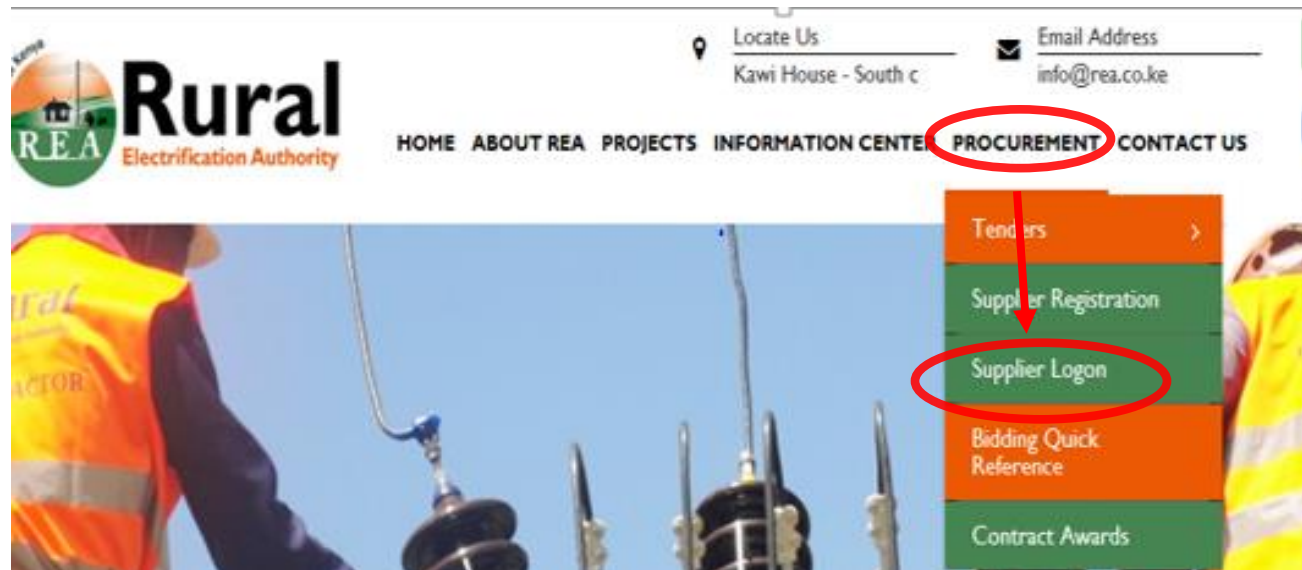 Kenya
REA
Rural
Electrification Authority
Locate Us
Kawi House - South c
Email Address
info@rea.co.ke
HOME ABOUT REA PROJECTS INFORMATION CENTER PROCUREMENT CONTACT US
Tenders >
Supplier Registration
Supplier Logon
Bidding Quick
Reference
Contract Awards